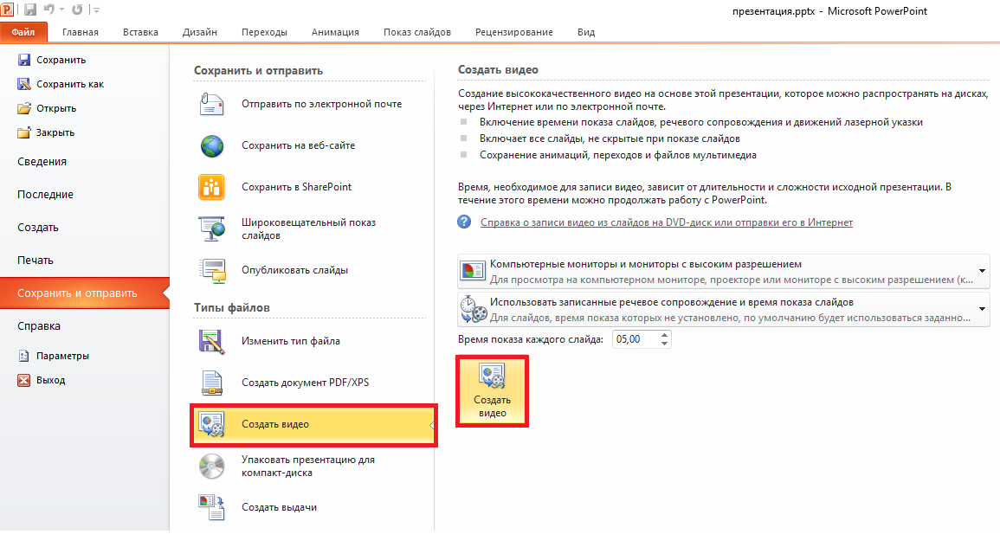 презентация.pptx - Microsoft PowerPoint
Файл Главная Вставка Дизайн Переходы Анимация Показ слайдов Рецензирование Вид
Сохранить
Сохранить как
Открыть
Закрыть
Сведения
Последние
Создать
Печать
Сохранить и отправить
Справка
Параметры
Выход
Сохранить и отправить
Отправить по электронной почте
Сохранить на веб-сайте
Сохранить в SharePoint
Широковещательный показ
слайдов
Опубликовать слайды
Типы файлов
Изменить тип файла
Создать документ PDF/XPS
Создать видео
Упаковать презентацию для
компакт-диска
Создать выдачи
Создать видео
Создание высококачественного видео на основе этой презентации, которое можно распространять на дисках,
через Интернет или по электронной почте.
Включение времени показа слайдов, речевого сопровождения и движений лазерной указки
Включает все слайды, не скрытые при показе слайдов
Сохранение анимаций, переходов и файлов мультимедиа
Время, необходимое для записи видео, зависит от длительности и сложности исходной презентации. В
течение этого времени можно продолжать работу с PowerPoint.
Справка о записи видео из слайдов на DVD-диск или отправки его в Интернет
Компьютерные мониторы и мониторы с высоким разрешением
Для просмотра на компьютерном мониторе, проекторе или мониторе с высоким разрешением (к...
Использовать записанные речевое сопровождение и время показа слайдов
Для слайдов, время показа которых не установлено, по умолчанию будет использоваться заданно...
Время показа каждого слайда: 05,00
Создать
видео